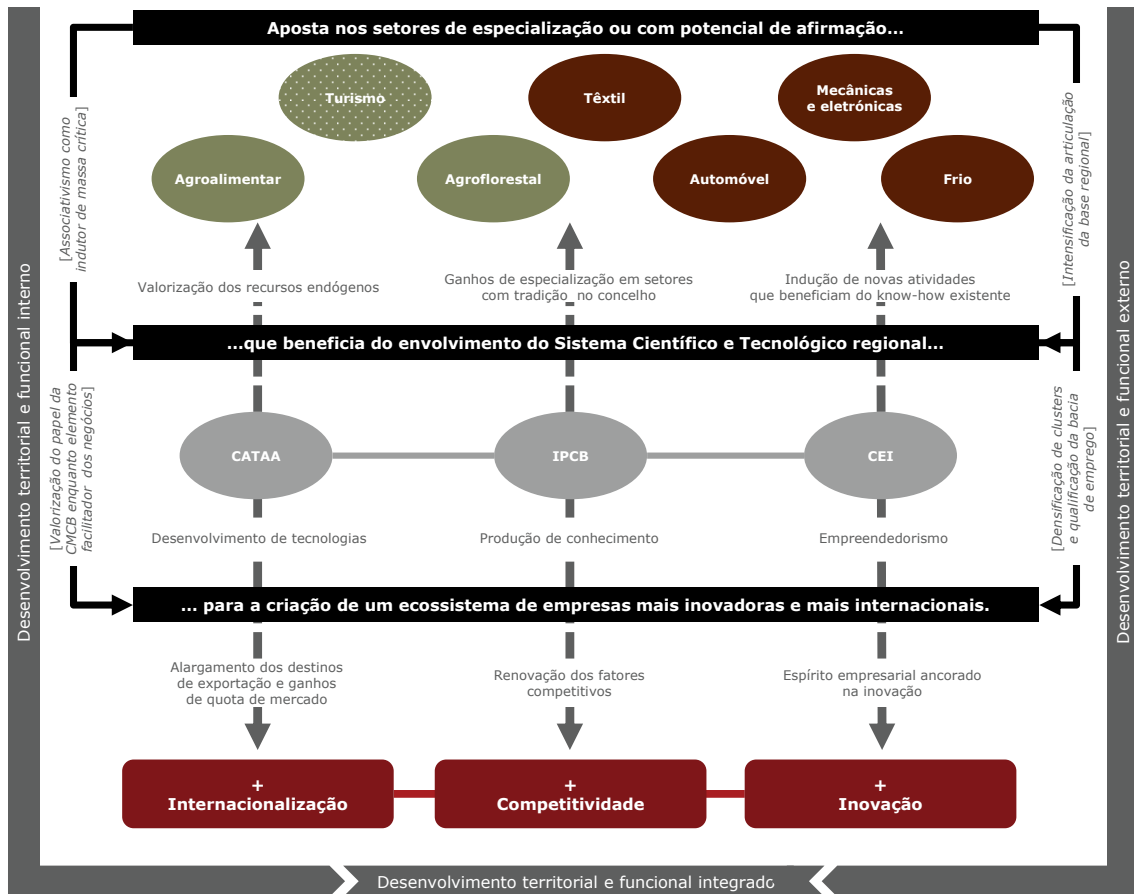 Aposta nos setores de especialização ou com potencial de afirmação...
Turismo
Têxtil
Mecânicas
e eletrónicas
Agroalimentar
Agroflorestal
Automóvel
Frio
[Associativismo como
indutor de massa crítica]
[Intensificação da articulação
da base regional]
Valorização dos recursos endógenos
Ganhos de especialização em setores
com tradição no concelho
Indução de novas atividades
que beneficiam do know-how existente
...que beneficia do envolvimento do Sistema Científico e Tecnológico regional...
[Valorização do papel da
CMCB enquanto elemento
facilitador dos negócios]
[Densificação de clusters
e qualificação da bacia
de emprego]
CATAA
IPCB
CEI
Desenvolvimento de tecnologias
Produção de conhecimento
Empreendedorismo
... para a criação de um ecossistema de empresas mais inovadoras e mais internacionais.
Alargamento dos destinos
de exportação e ganhos
de quota de mercado
Renovação dos fatores
competitivos
Espírito empresarial ancorado
na inovação
+
Internacionalização
+
Competitividade
+
Inovação
Desenvolvimento territorial e funcional interno
Desenvolvimento territorial e funcional externo
Desenvolvimento territorial e funcional integrado